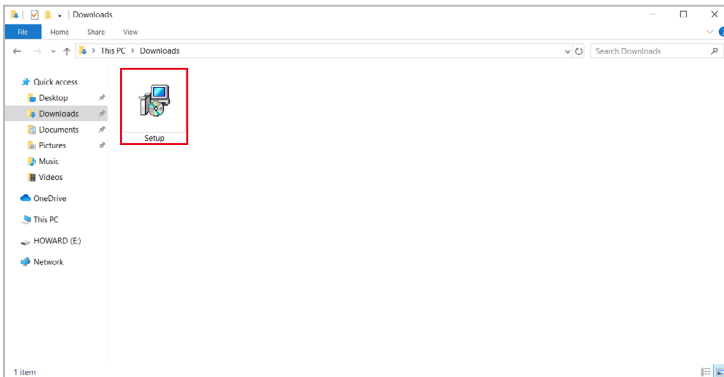 Downloads
File Home Share View
This PC > Downloads
Search Downloads
Quick access
Desktop
Downloads
Documents
Pictures
Music
Videos
OneDrive
This PC
HOWARD (E:)
Network
Setup
1 item